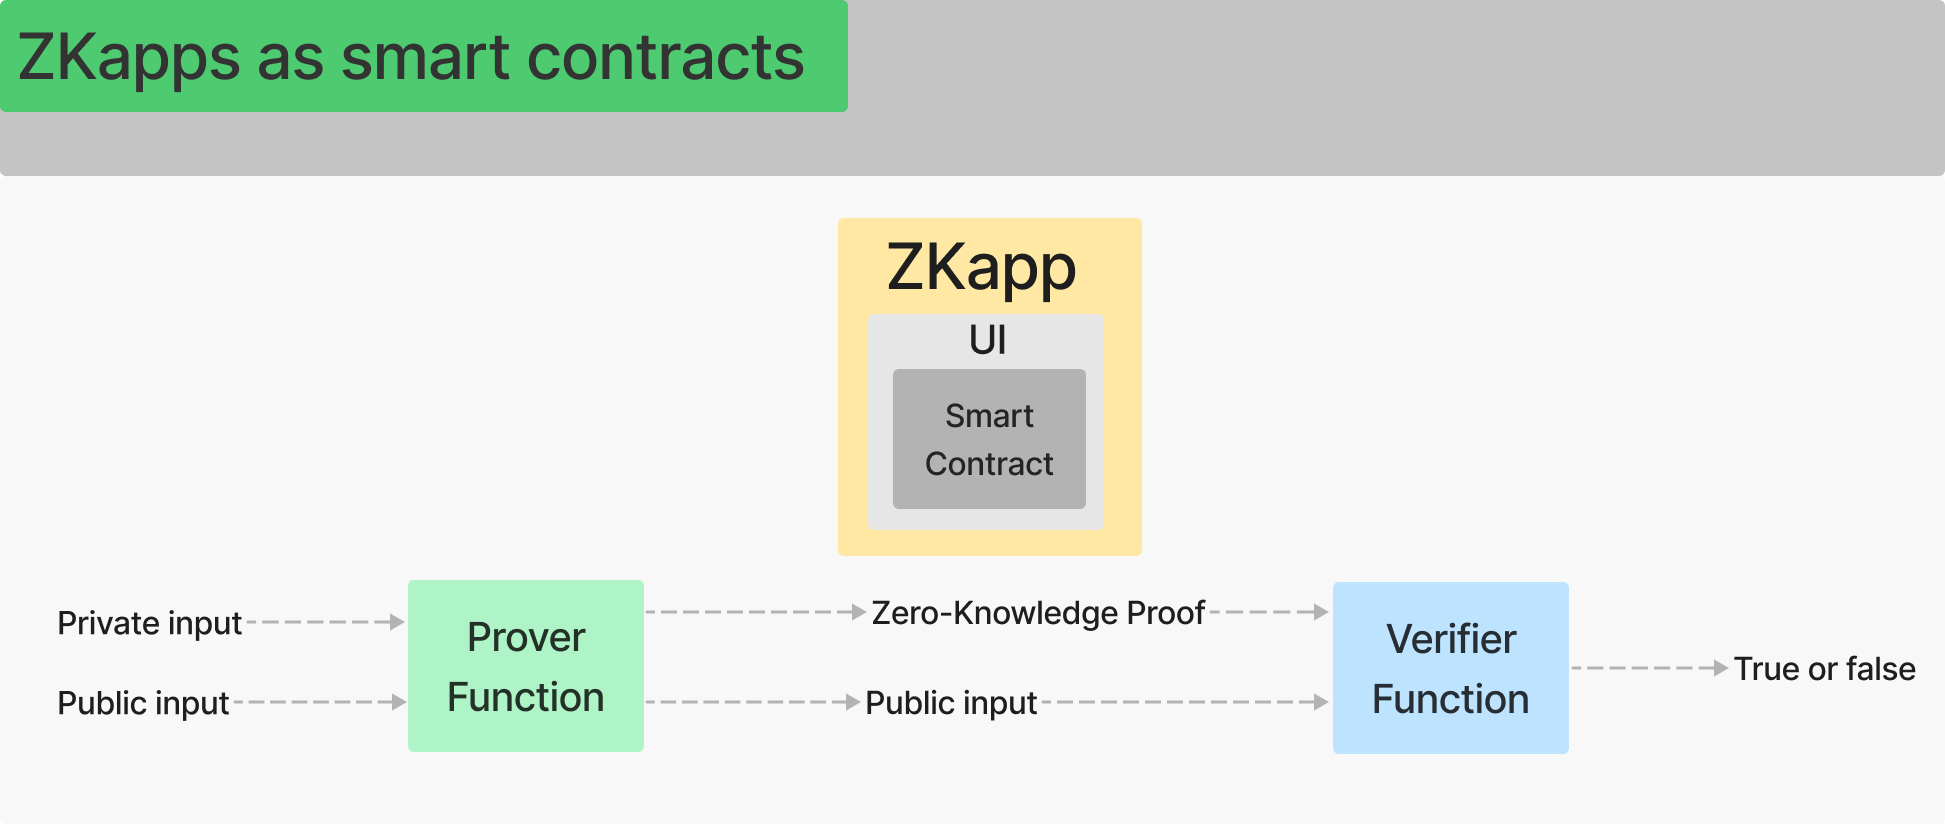 ZKapps as smart contracts
ZKapp
UI
Smart
Contract
Private input
Public input
Prover
Function
Zero-Knowledge Proof
Public input
Verifier
Function
True or false